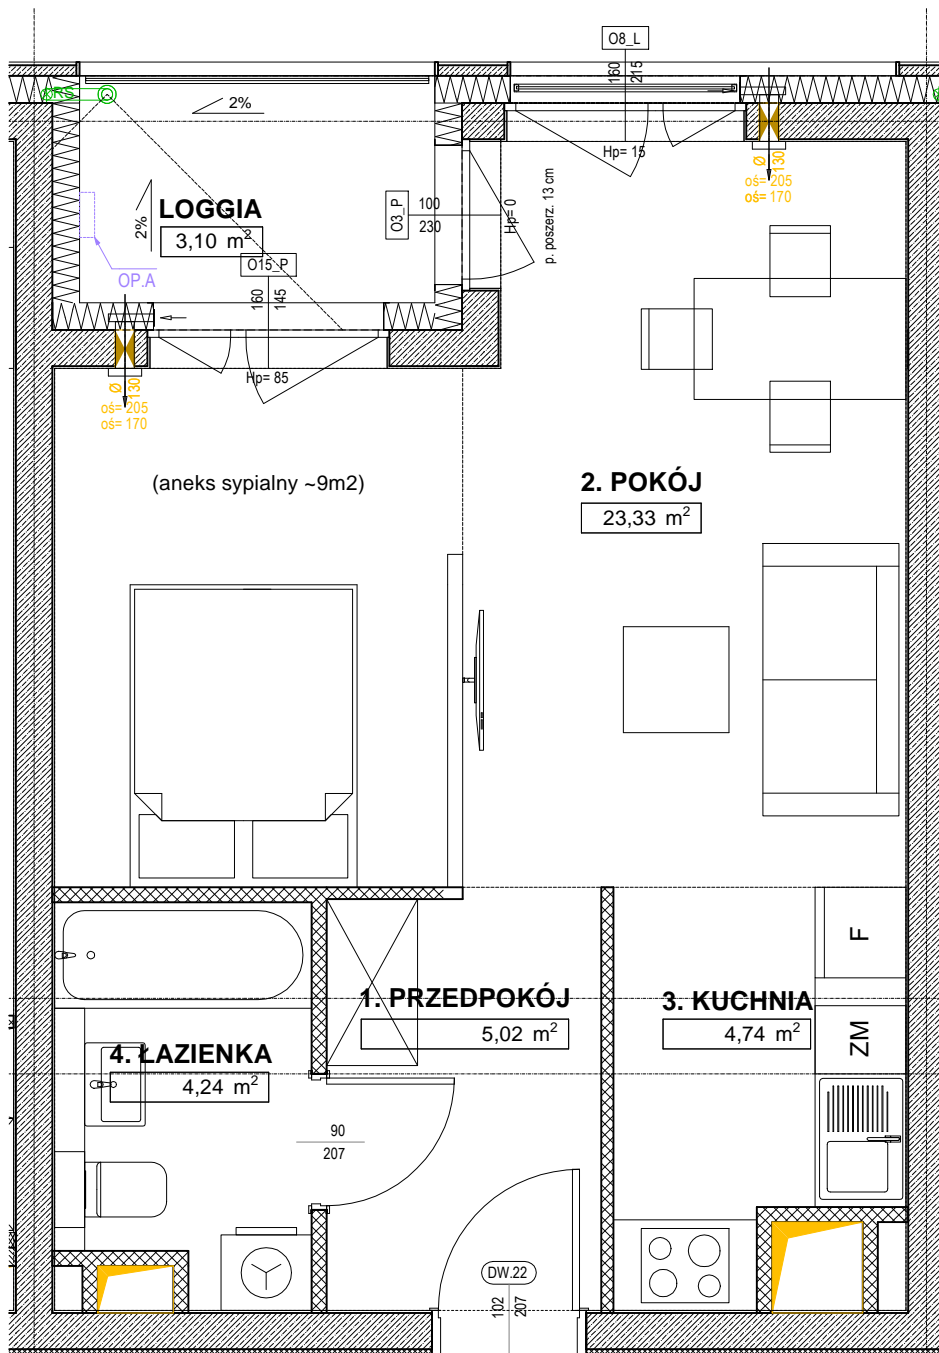 O8_L
160
215
RS
2%
2%
LOGGIA
3,10 m²
OP.A
O15_P
160
145
O3_P
100
230
Hp= 0
p. poszerz. 13 cm
Hp= 15
Ø 130
oś= 205
oś= 170
Hp= 85
Ø 130
oś= 205
oś= 170
(aneks sypialny ~9m2)
2. POKÓJ
23,33 m²
F
1. PRZEDPOKÓJ
5,02 m²
3. KUCHNIA
4,74 m²
ZM
4. ŁAZIENKA
4,24 m²
90
207
DW.22
102
207